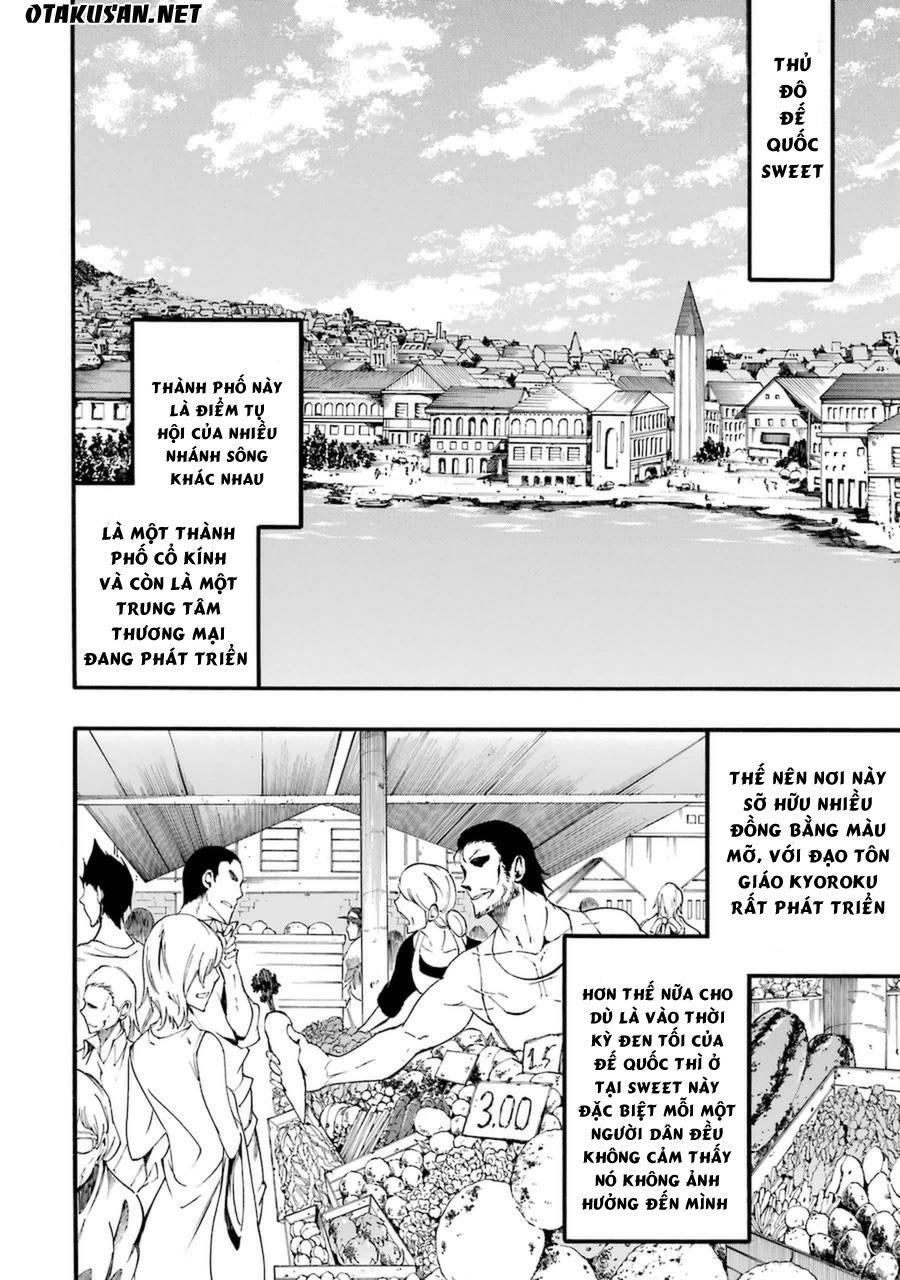 OTAKUSAN.NET
THỦ
ĐÔ
ĐẾ
QUỐC
SWEET
THÀNH PHỐ NÀY
LÀ ĐIỂM TỤ
HỘI CỦA NHIỀU
NHÁNH SÔNG
KHÁC NHAU
LÀ MỘT THÀNH
PHỐ CỔ KÍNH
VÀ CÒN LÀ MỘT
TRUNG TÂM
THƯƠNG MẠI
ĐANG PHÁT TRIỂN
THẾ NÊN NƠI NÀY
SỠ HỮU NHIỀU
ĐỒNG BẰNG MÀU
MỠ, VỚI ĐẠO TÔN
GIÁO KYOROKU
RẤT PHÁT TRIỂN
HƠN THẾ NỮA CHO
DÙ LÀ VÀO THỜI
KỲ ĐEN TỐI CỦA
ĐẾ QUỐC THÌ Ở
TẠI SWEET NÀY
ĐẶC BIỆT MỖI MỘT
NGƯỜI DÂN ĐỀU
KHÔNG CẢM THẤY
NÓ KHÔNG ẢNH
HƯỞNG ĐẾN MÌNH
1.5
3.00